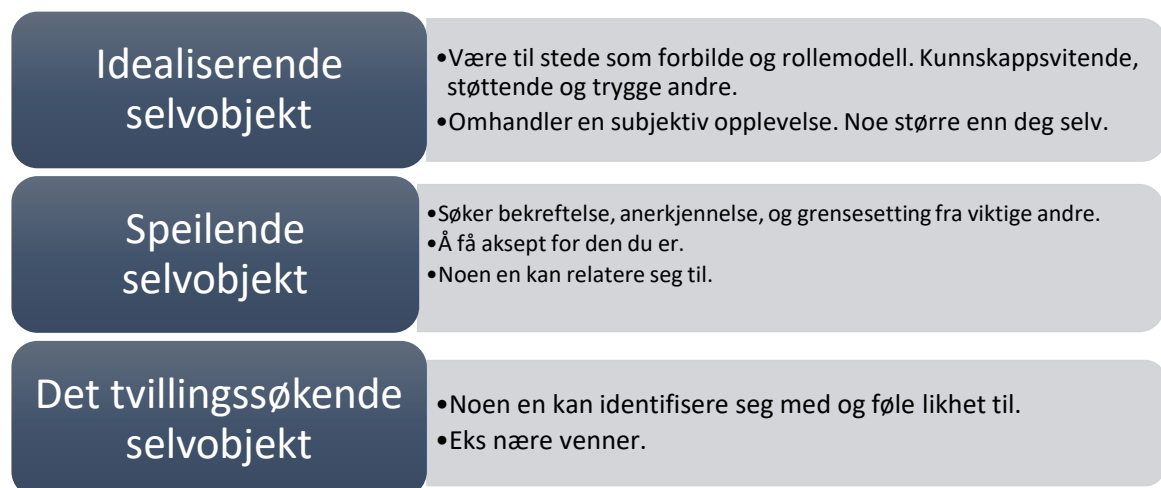 Idealiserende
selvobjekt
•Være til stede som forbilde og rollemodell. Kunnskappsvitende,
støttende og trygge andre.
•Omhandler en subjektiv opplevelse. Noe større enn deg selv.
Speilende
selvobjekt
•Søker bekreftelse, anerkjennelse, og grensesetting fra viktige andre.
•Å få aksept for den du er.
•Noen en kan relatere seg til.
Det tvillingssøkende
selvobjekt
•Noen en kan identifisere seg med og føle likhet til.
•Eks nære venner.